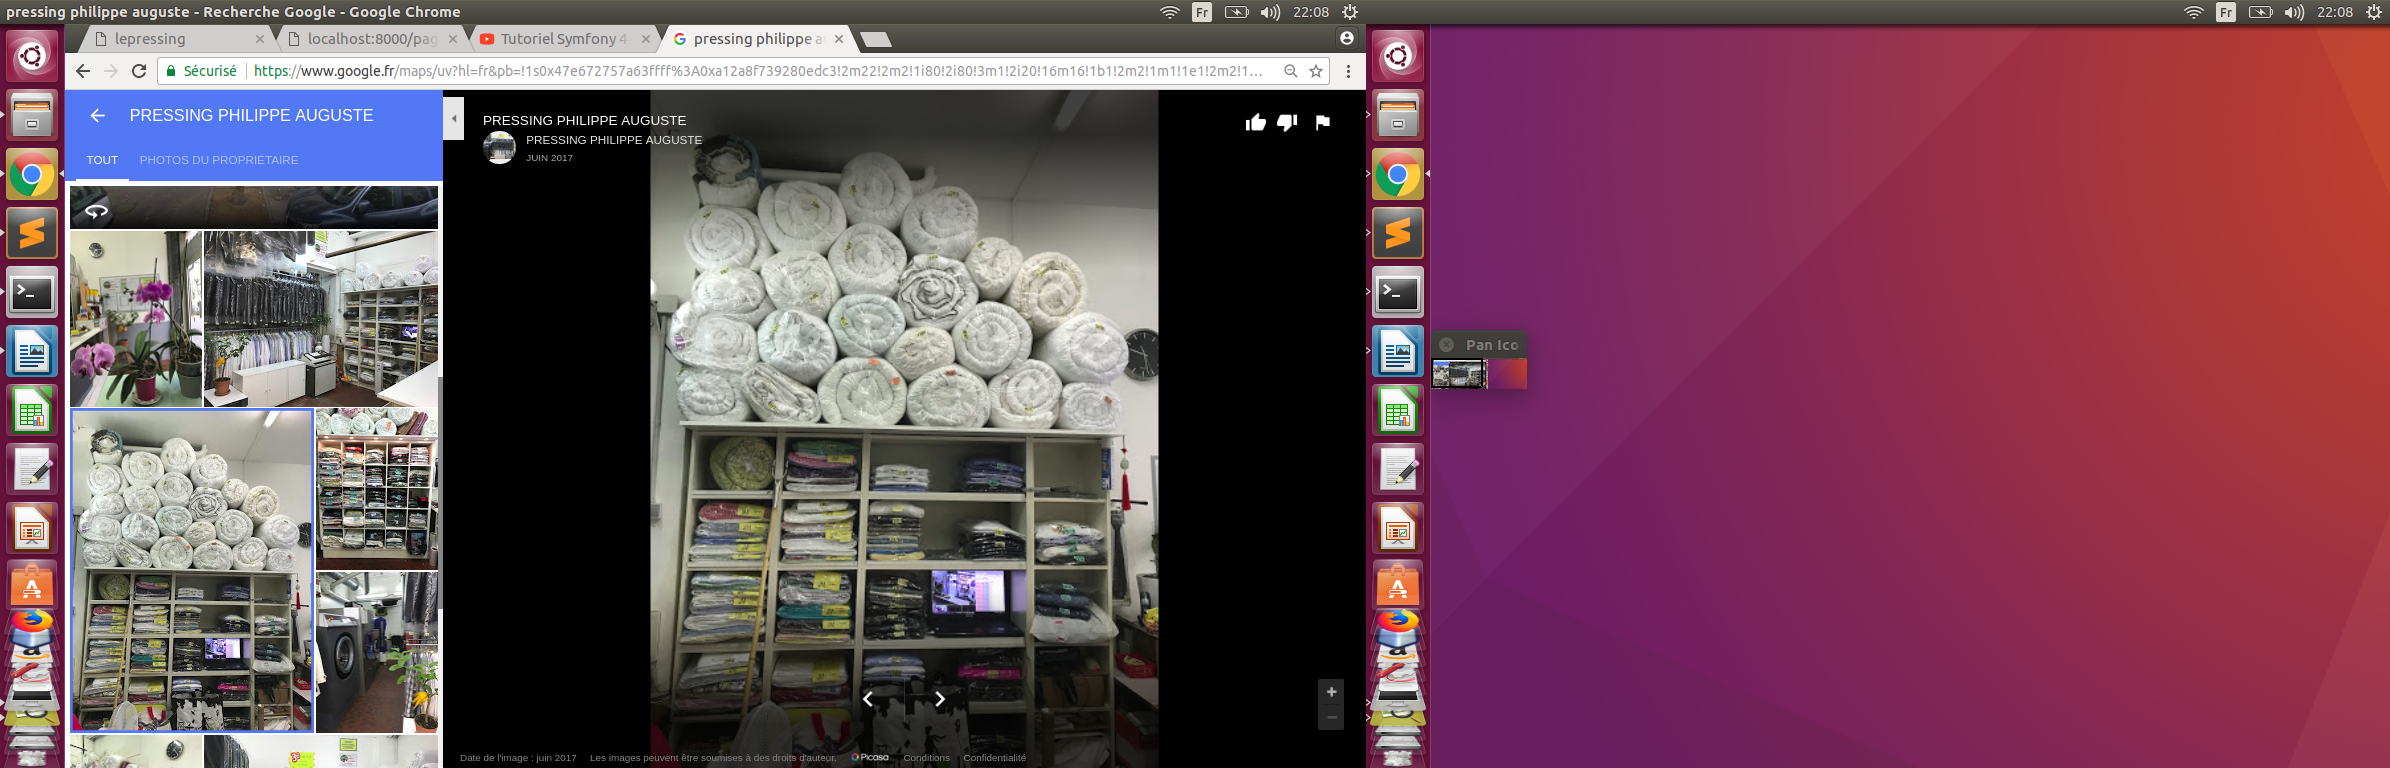 pressing philippe auguste - Recherche Google - Google Chrome
Fr
22:08
Fr
22:08
lepressing
localhost:8000/pag
Tutoriel Symfony 4
pressing philippe a
Sécurisé
https://www.google.fr/maps/uv?hl=fr&pb=!1s0x47e672757a63ffff%3A0xa12a8f739280edc3!2m22!2m2!1i80!2i80!3m1!2i20!16m16!1b1!2m2!1m1!1e1!2m2!1…
PRESSING PHILIPPE AUGUSTE
TOUT
PHOTOS DU PROPRIÉTAIRE
PRESSING PHILIPPE AUGUSTE
PRESSING PHILIPPE AUGUSTE
JUIN 2017
Pan Ico
Date de l'image : juin 2017
Les images peuvent être soumises à des droits d'auteur.
Picasa
Conditions
Confidentialité